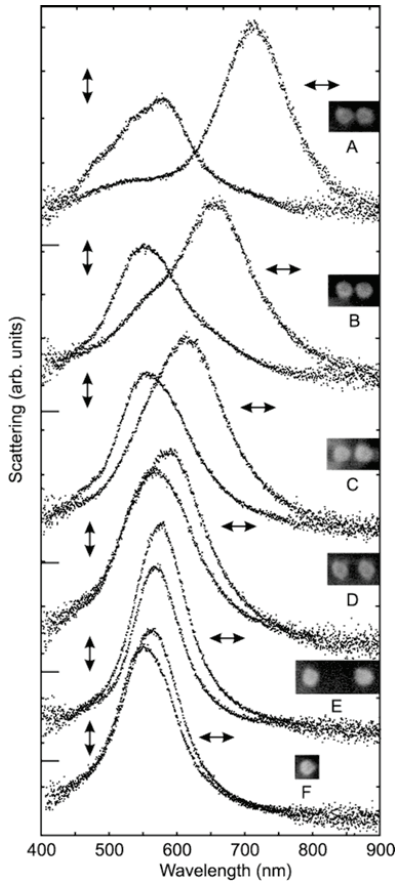 A
B
C
D
E
F
Scattering (arb. units)
400 500 600 700 800 900
Wavelength (nm)